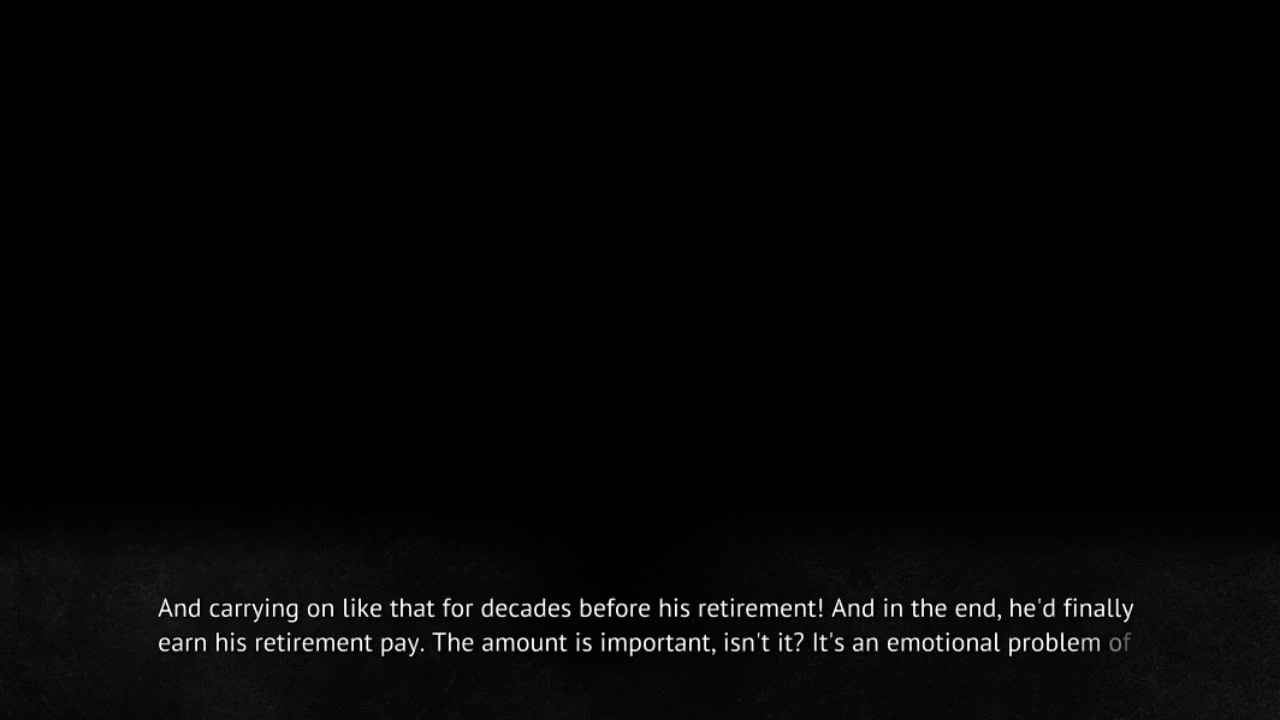 And carrying on like that for decades before his retirement! And in the end, he'd finally
earn his retirement pay. The amount is important, isn't it? It's an emotional problem of